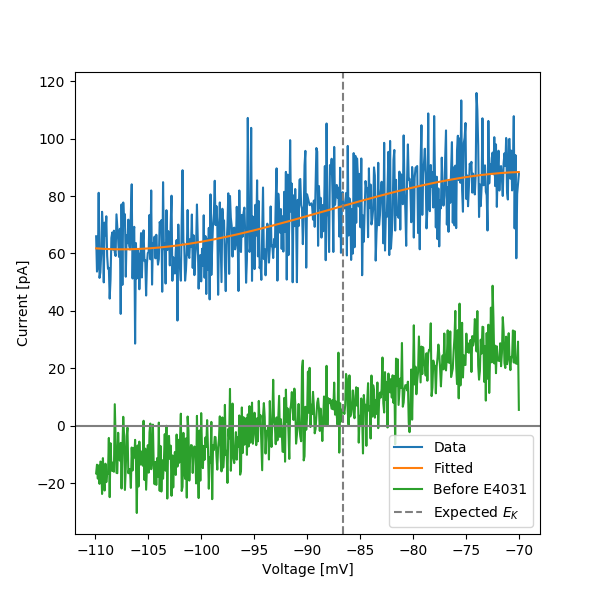 120
100
80
60
40
20
0
−20
Current [pA]
−110
−105
−100
−95
−90
−85
−80
−75
−70
Voltage [mV]
Data
Fitted
Before E4031
Expected E_K